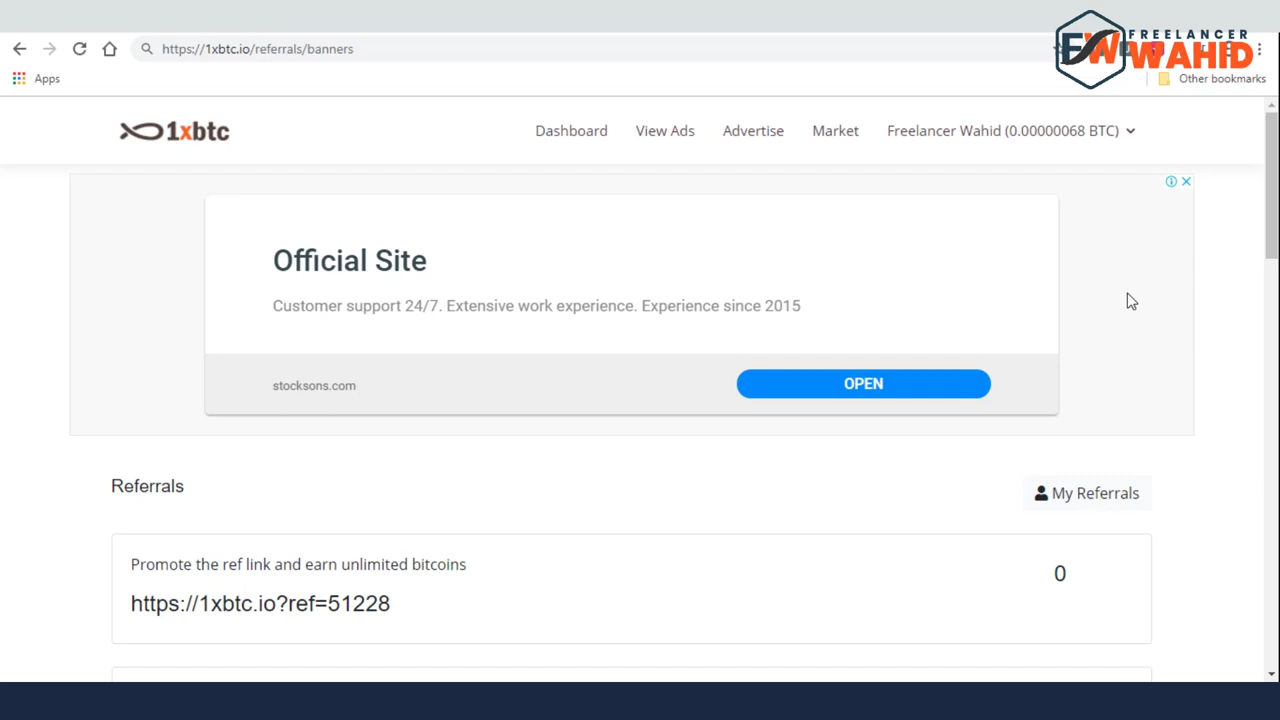 FREELANCER
WAHID
https://1xbtc.io/referrals/banners
Apps
Other bookmarks
1xbtc
Dashboard
View Ads
Advertise
Market
Freelancer Wahid (0.00000068 BTC)
Official Site
Customer support 24/7. Extensive work experience. Experience since 2015
stocksons.com
OPEN
Referrals
My Referrals
Promote the ref link and earn unlimited bitcoins
0
https://1xbtc.io?ref=51228